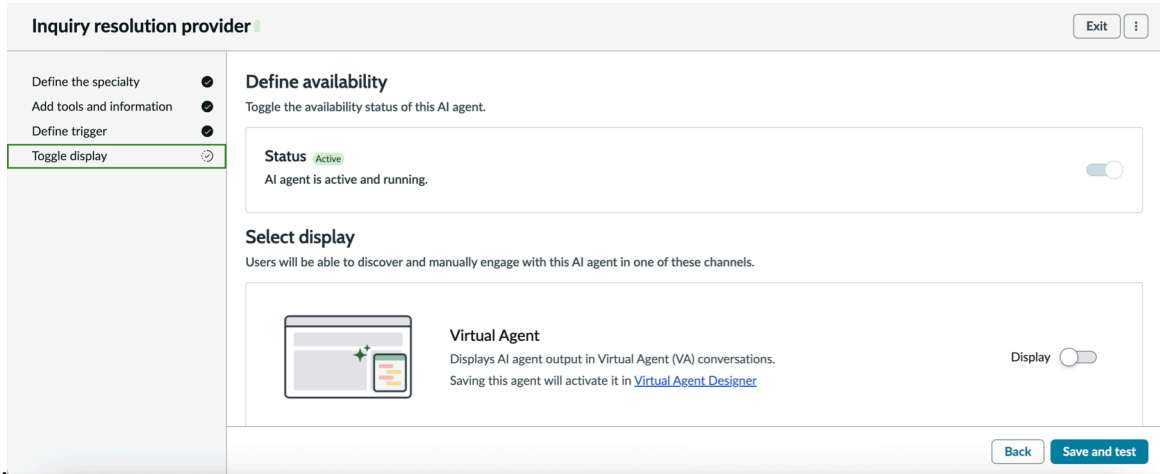 Inquiry resolution provider
Exit
Define the specialty
Add tools and information
Define trigger
Toggle display
Define availability
Toggle the availability status of this AI agent.
Status Active
AI agent is active and running.
Select display
Users will be able to discover and manually engage with this AI agent in one of these channels.
Virtual Agent
Displays AI agent output in Virtual Agent (VA) conversations.
Saving this agent will activate it in Virtual Agent Designer
Display
Back
Save and test